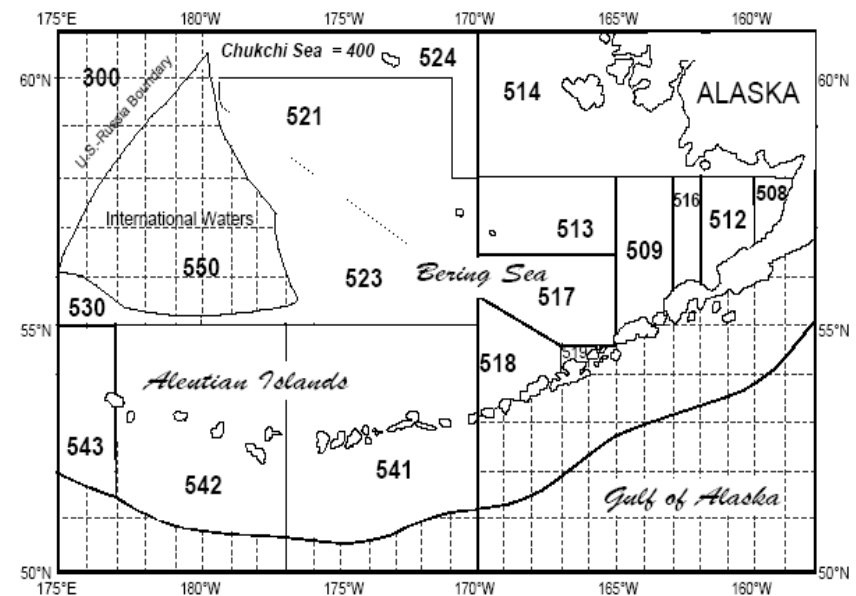 175°E 180°W 175°W 170°W 165°W 160°W
Chukchi Sea = 400
524
60°N
300
60°N
514
ALASKA
U.S.-Russia Boundary
521
508
516
International Waters
513
512
509
550
523
Bering Sea
517
530
55°N
55°N
519
518
Aleutian Islands
543
542
541
Gulf of Alaska
50°N
50°N
175°E 180°W 175°W 170°W 165°W 160°W